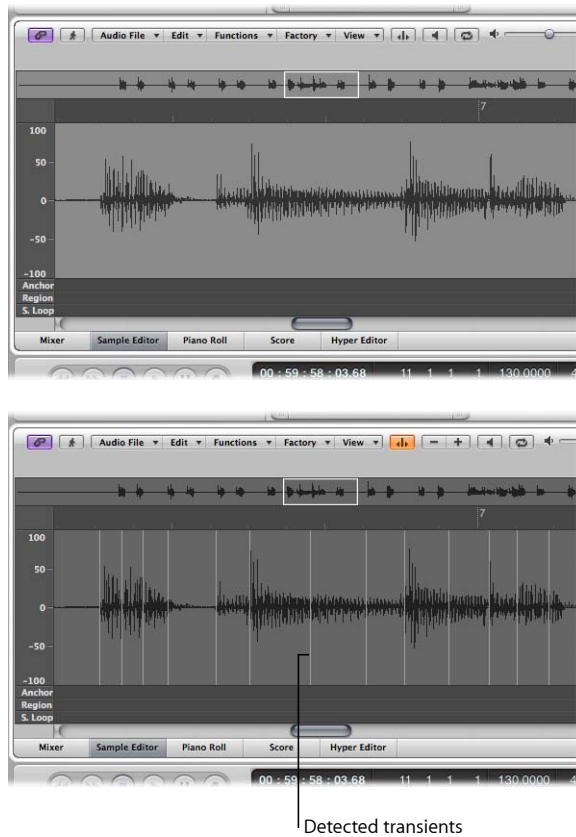 Audio File Edit Functions Factory View
7
100
50
0
-50
-100
Anchor
Region
S. Loop
Mixer Sample Editor Piano Roll Score Hyper Editor
00 : 59 : 58 : 03.68 11 1 1 1 130.0000 4
Audio File Edit Functions Factory View
7
100
50
0
-50
-100
Anchor
Region
S. Loop
Mixer Sample Editor Piano Roll Score Hyper Editor
00 : 59 : 58 : 03.68 11 1 1 1 130.0000 4
Detected transients